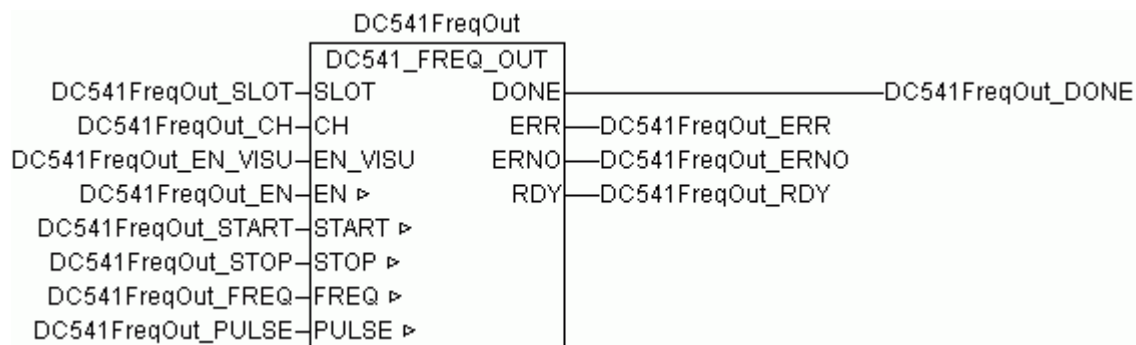 DC541FreqOut
DC541_FREQ_OUT
DC541FreqOut_SLOT SLOT DONE DC541FreqOut_DONE
DC541FreqOut_CH CH ERR DC541FreqOut_ERR
DC541FreqOut_EN_VISU EN_VISU ERNO DC541FreqOut_ERNO
DC541FreqOut_EN EN ▹ RDY DC541FreqOut_RDY
DC541FreqOut_START START ▹
DC541FreqOut_STOP STOP ▹
DC541FreqOut_FREQ FREQ ▹
DC541FreqOut_PULSE PULSE ▹